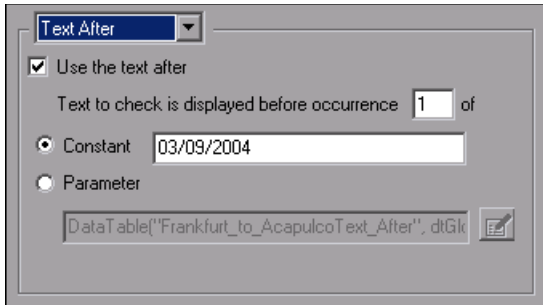 Text After
Use the text after
Text to check is displayed before occurrence 1 of
Constant 03/09/2004
Parameter
DataTable("Frankfurt_to_AcapulcoText_After", dtGlo